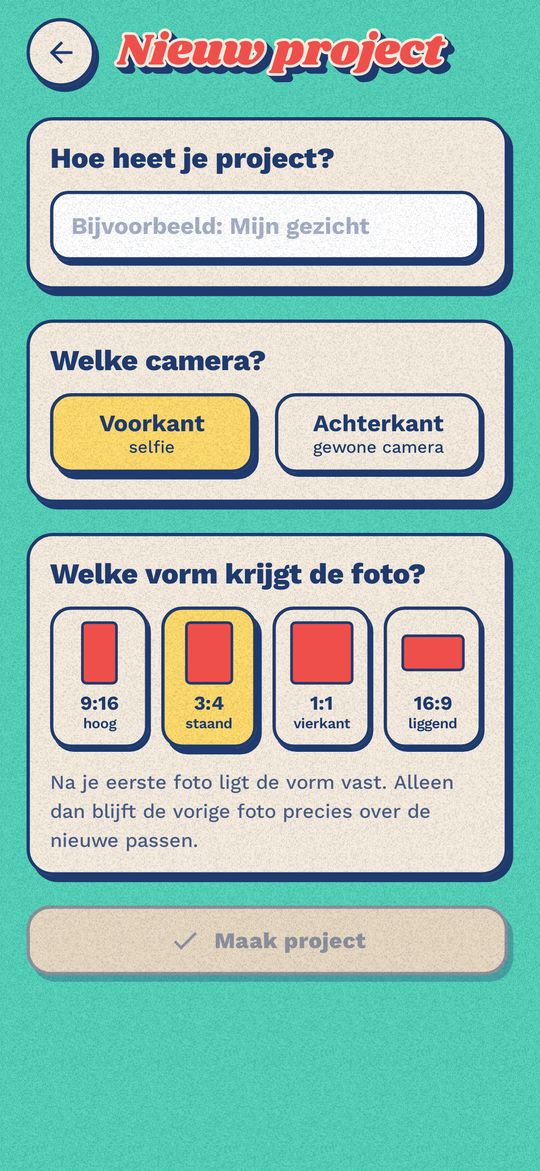 Nieuw project
Hoe heet je project?
Bijvoorbeeld: Mijn gezicht
Welke camera?
Voorkant
selfie
Achterkant
gewone camera
Welke vorm krijgt de foto?
9:16
hoog
3:4
staand
1:1
vierkant
16:9
liggend
Na je eerste foto ligt de vorm vast. Alleen
dan blijft de vorige foto precies over de
nieuwe passen.
Maak project